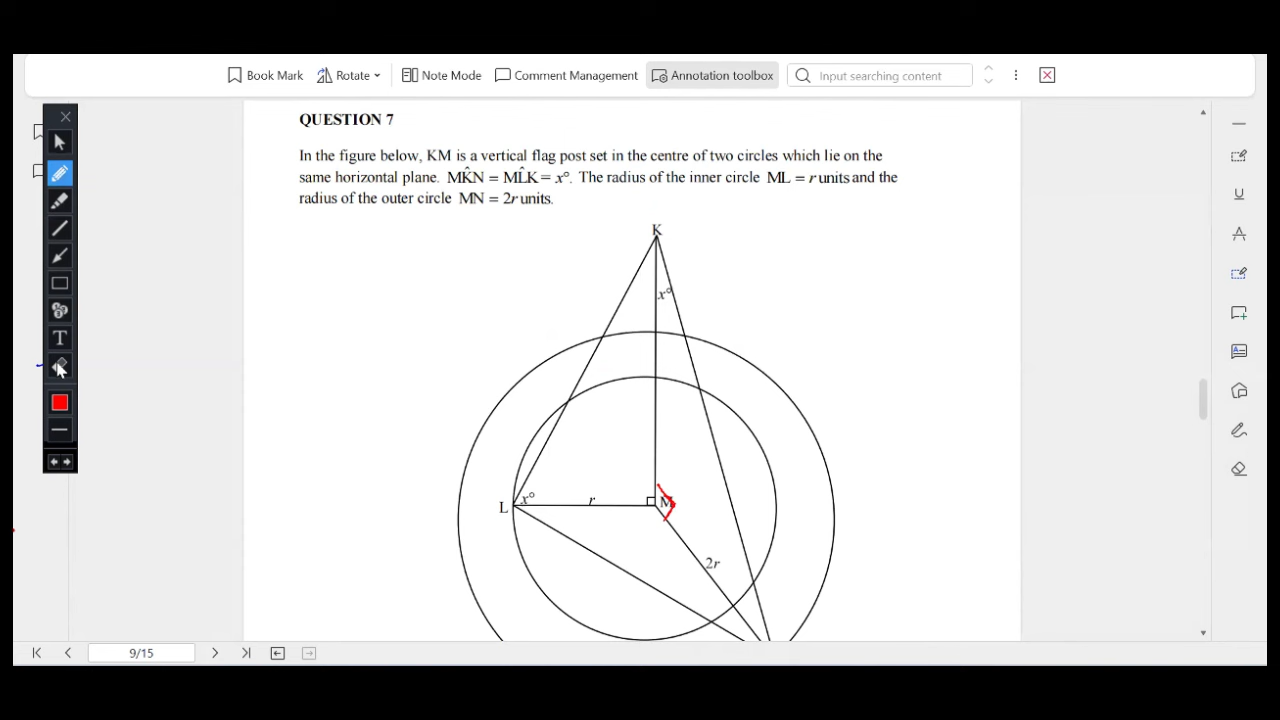 Book Mark Rotate Note Mode Comment Management Annotation toolbox Input searching content
QUESTION 7
In the figure below, KM is a vertical flag post set in the centre of two circles which lie on the
same horizontal plane. MK̂N = ML̂K = x°. The radius of the inner circle ML = r units and the
radius of the outer circle MN = 2r units.
K
x°
L x° r M
2r
T
9/15